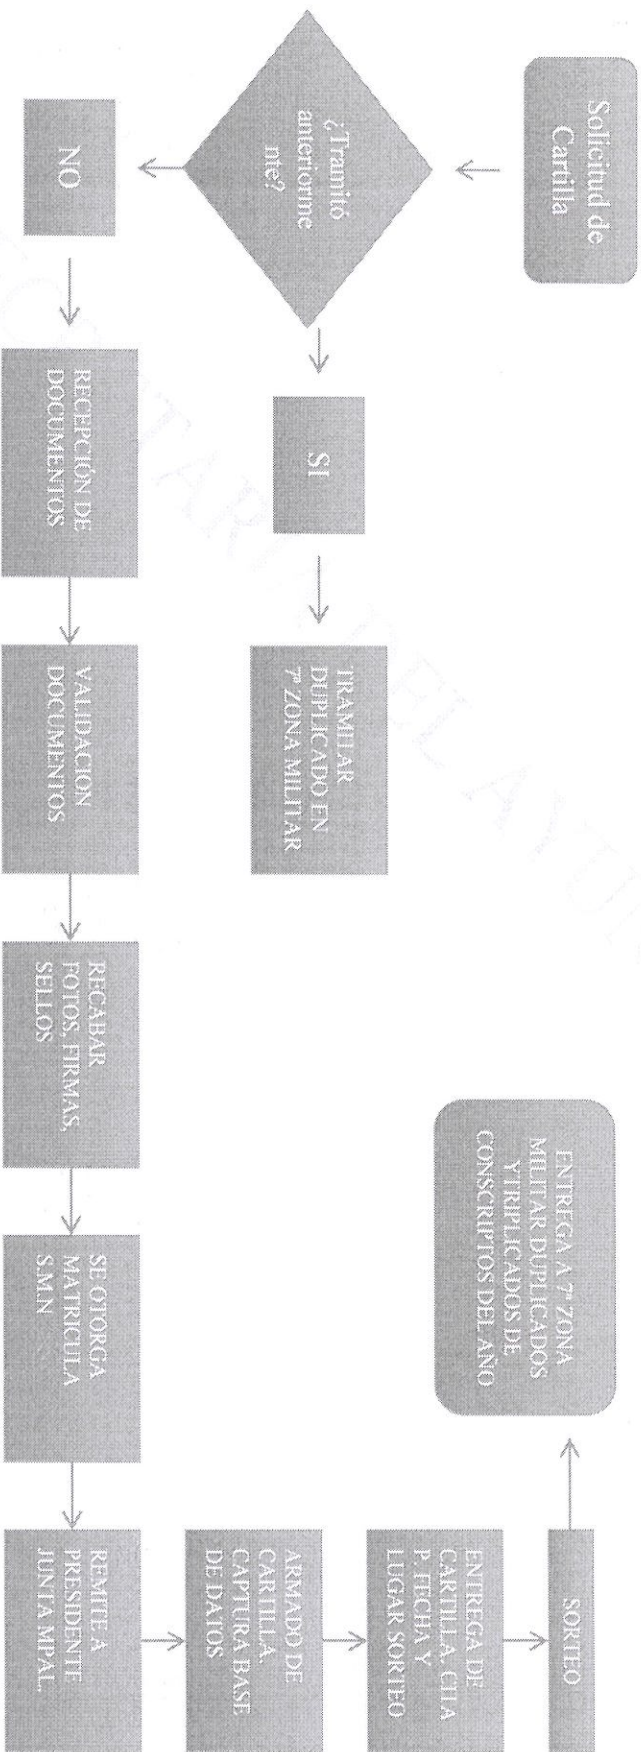 Solicitud de
Cartilla
¿Tramitó
anteriorme
nte?
SI
TRAMITAR
DUPLICADO EN
7ª ZONA MILITAR
NO
RECEPCIÓN DE
DOCUMENTOS
VALIDACION
DOCUMENTOS
RECABAR
FOTOS, FIRMAS,
SELLOS
SE OTORGA
MATRICULA
S.M.N
REMITE A
PRESIDENTE
JUNTA MPAL.
ARMADO DE
CARTILLA,
CAPTURA BASE
DE DATOS
ENTREGA DE
CARTILLA, CITA
P. FECHA Y
LUGAR SORTEO
SORTEO
ENTREGA A 7ª ZONA
MILITAR DUPLICADOS
Y TRIPLICADOS DE
CONSCRIPTOS DEL AÑO